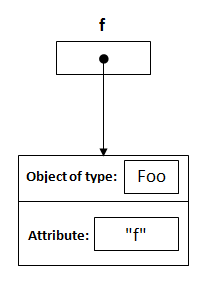 f
Object of type: Foo
Attribute: "f"